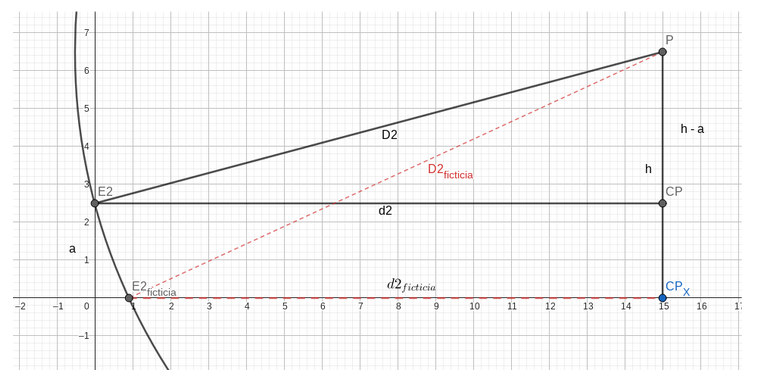 7
P
6
5
h - a
D2
4
D2ficticia
h
3
E2
CP
d2
2
a
1
d2ficticia
E2ficticia
CPX
−2 −1 0 1 2 3 4 5 6 7 8 9 10 11 12 13 14 15 16
−1